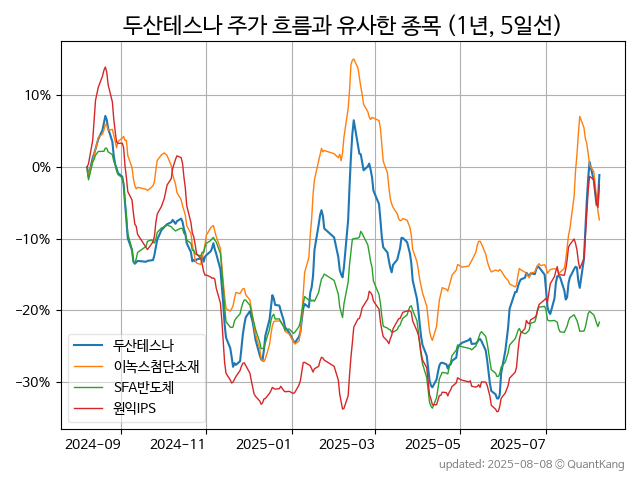 두산테스나 주가 흐름과 유사한 종목 (1년, 5일선)
10%
0%
−10%
−20%
−30%
두산테스나
이녹스첨단소재
SFA반도체
원익IPS
2024-09 2024-11 2025-01 2025-03 2025-05 2025-07
updated: 2025-08-08 © QuantKang